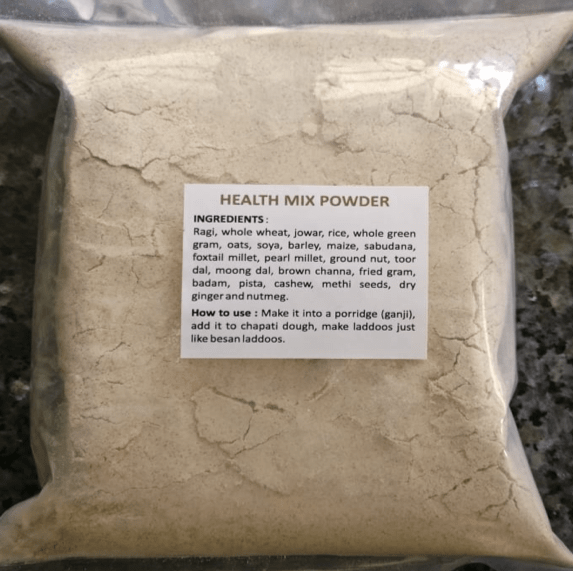 HEALTH MIX POWDER
INGREDIENTS :
Ragi, whole wheat, jowar, rice, whole green
gram, oats, soya, barley, maize, sabudana,
foxtail millet, pearl millet, ground nut, toor
dal, moong dal, brown channa, fried gram,
badam, pista, cashew, methi seeds, dry
ginger and nutmeg.
How to use : Make it into a porridge (ganji),
add it to chapati dough, make laddoos just
like besan laddoos.